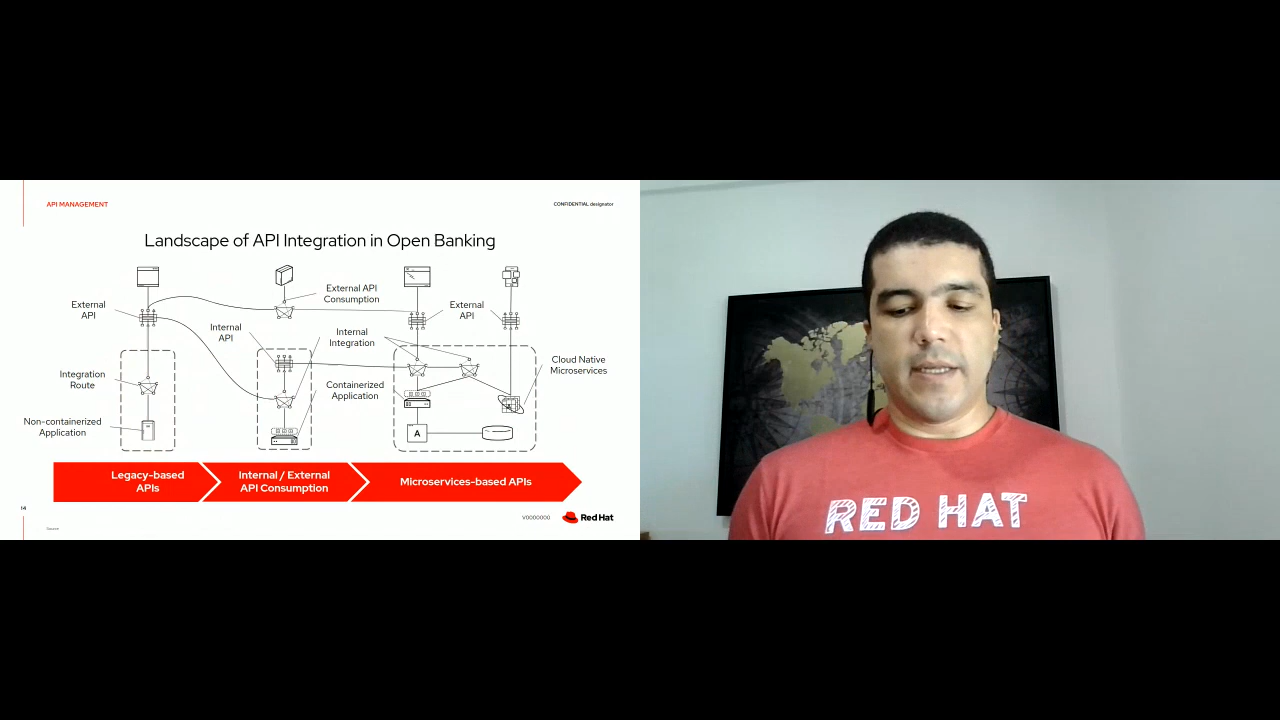 API MANAGEMENT
CONFIDENTIAL designator
Landscape of API Integration in Open Banking
External API
Consumption
External
API
External
API
Internal
API
Internal
Integration
Cloud Native
Microservices
Integration
Route
Containerized
Application
Non-containerized
Application
A
Legacy-based
APIs
Internal / External
API Consumption
Microservices-based APIs
14
V0000000
Red Hat
Source
RED HAT